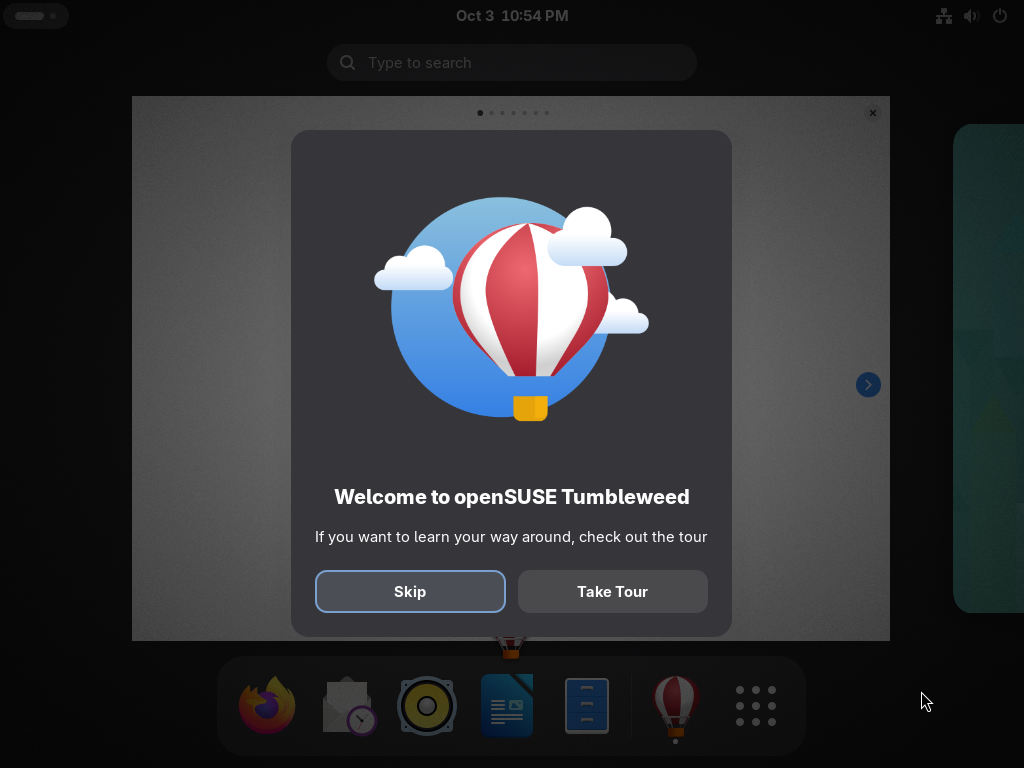 Oct 3  10:54 PM
Type to search
Welcome to openSUSE Tumbleweed
If you want to learn your way around, check out the tour
Skip
Take Tour